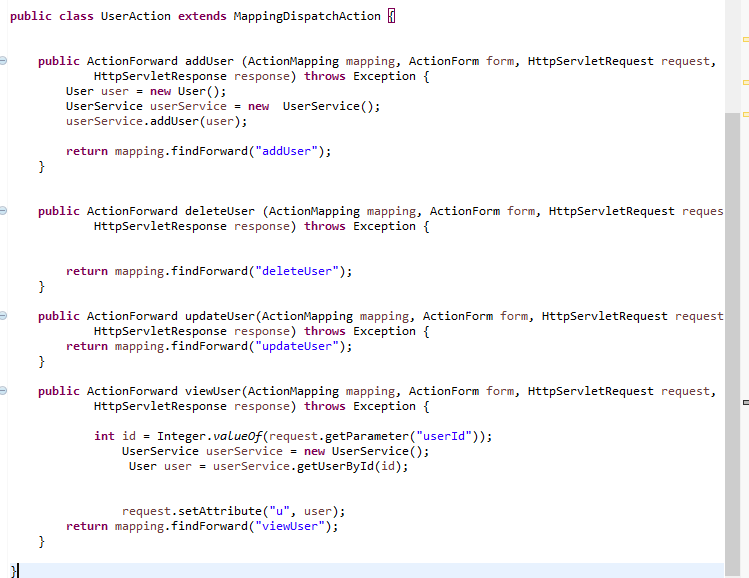 public class UserAction extends MappingDispatchAction {
public ActionForward addUser (ActionMapping mapping, ActionForm form, HttpServletRequest request,
HttpServletResponse response) throws Exception {
User user = new User();
UserService userService = new  UserService();
userService.addUser(user);
return mapping.findForward("addUser");
}
public ActionForward deleteUser (ActionMapping mapping, ActionForm form, HttpServletRequest reques
HttpServletResponse response) throws Exception {
return mapping.findForward("deleteUser");
}
public ActionForward updateUser(ActionMapping mapping, ActionForm form, HttpServletRequest request
HttpServletResponse response) throws Exception {
return mapping.findForward("updateUser");
}
public ActionForward viewUser(ActionMapping mapping, ActionForm form, HttpServletRequest request,
HttpServletResponse response) throws Exception {
int id = Integer.valueOf(request.getParameter("userId"));
UserService userService = new UserService();
User user = userService.getUserById(id);
request.setAttribute("u", user);
return mapping.findForward("viewUser");
}
}